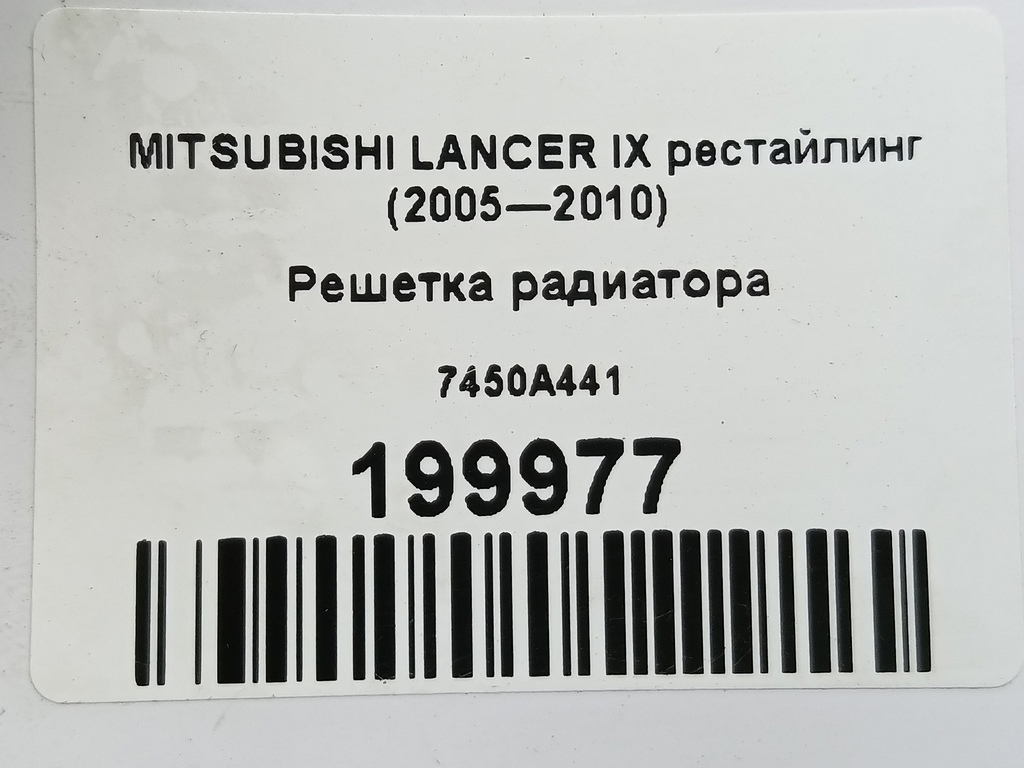 MITSUBISHI LANCER IX рестайлинг
(2005—2010)
Решетка радиатора
7450A441
199977